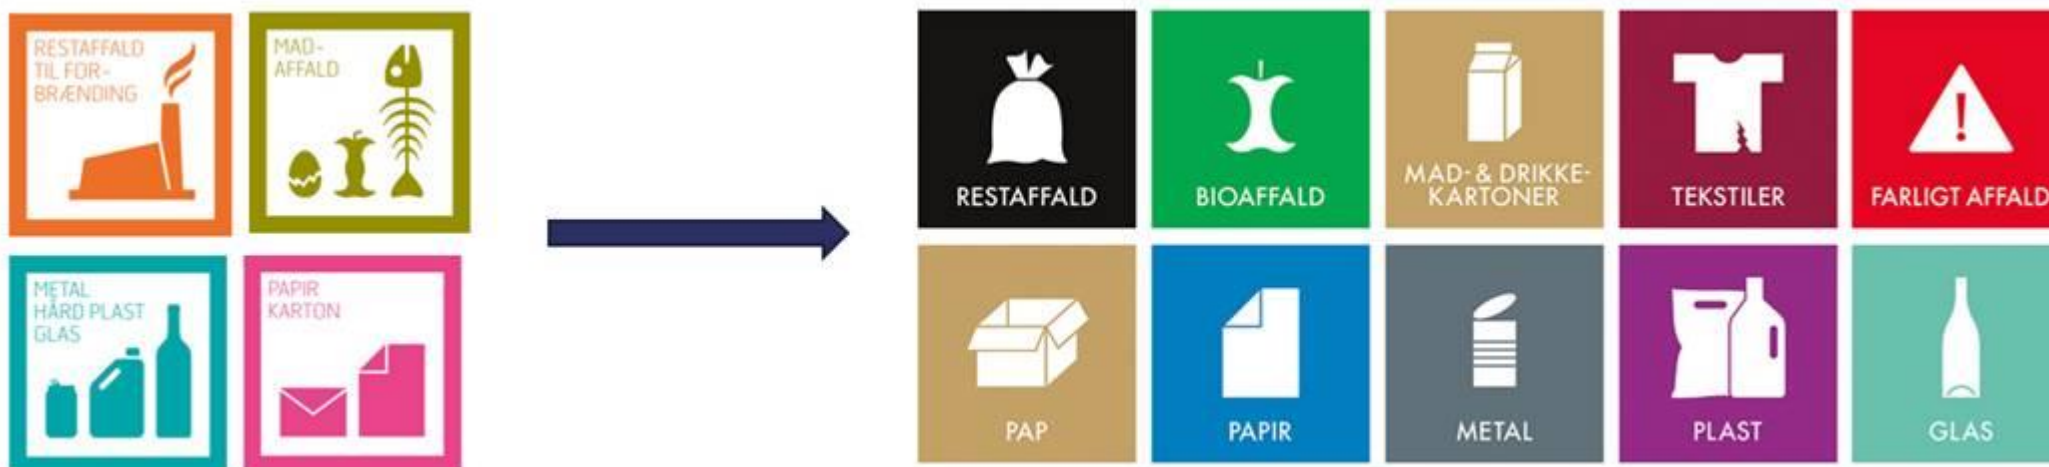 RESTAFFALD
TIL FOR-
BRÆNDING
MAD-
AFFALD
METAL
HÅRD PLAST
GLAS
PAPIR
KARTON
RESTAFFALD
BIOAFFALD
MAD- & DRIKKE-
KARTONER
TEKSTILER
FARLIGT AFFALD
PAP
PAPIR
METAL
PLAST
GLAS